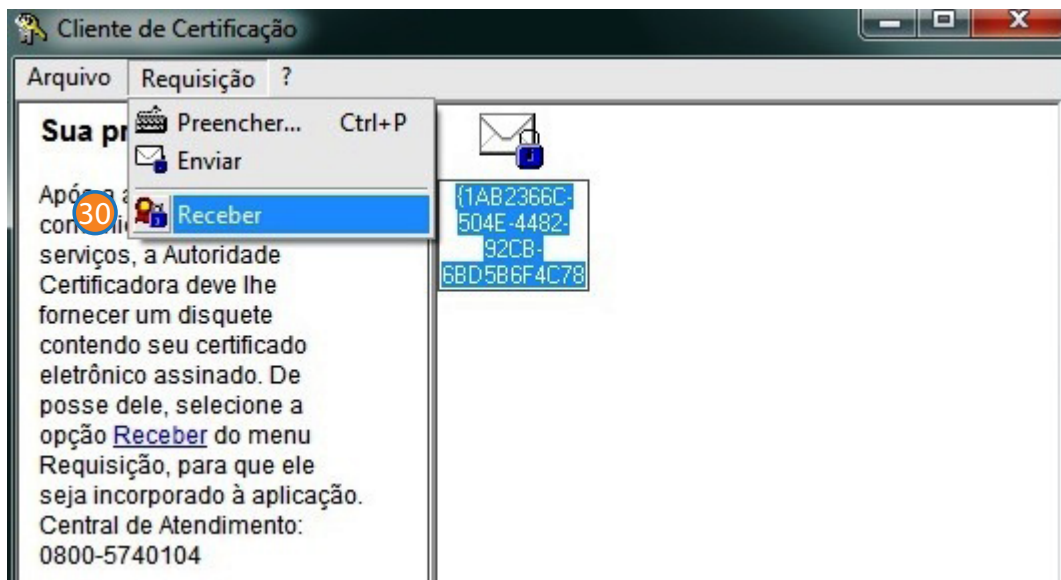 Cliente de Certificação
Arquivo Requisição ?
Preencher... Ctrl+P
Enviar
30 Receber
Sua pr
Após a a
serviços, a Autoridade
Certificadora deve lhe
fornecer um disquete
contendo seu certificado
eletrônico assinado. De
posse dele, selecione a
opção Receber do menu
Requisição, para que ele
seja incorporado à aplicação.
Central de Atendimento:
0800-5740104
{1AB2366C-
504E-4482-
92CB-
6BD5B6F4C78